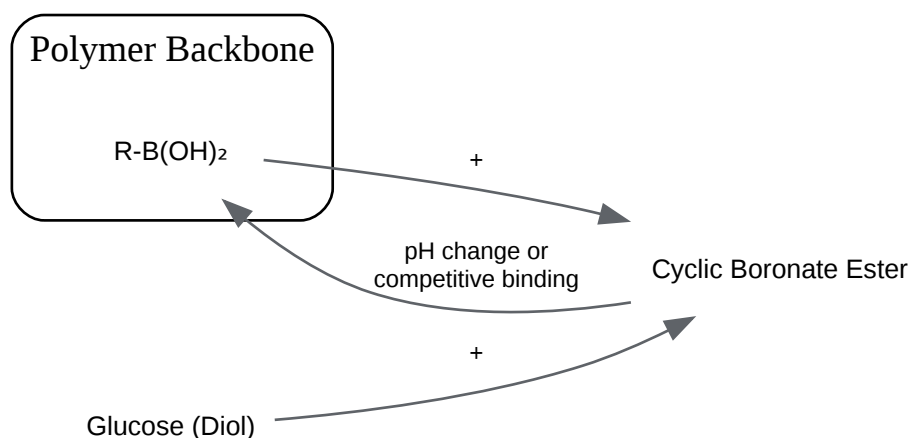 Polymer Backbone
R-B(OH)₂
+
pH change or
competitive binding
Cyclic Boronate Ester
+
Glucose (Diol)